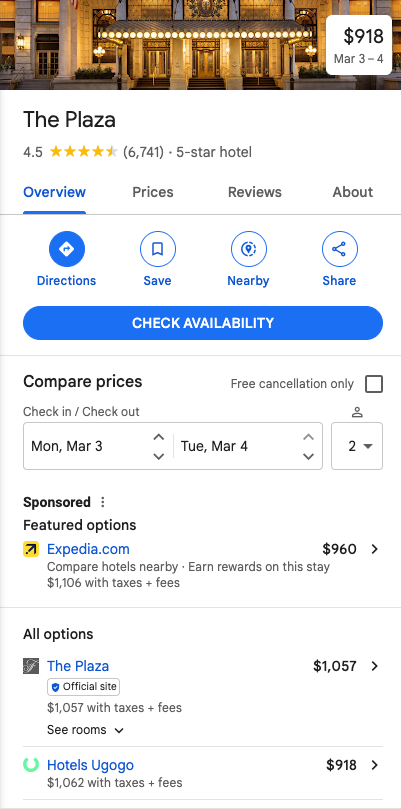 $918
Mar 3 – 4
The Plaza
4.5 (6,741) · 5-star hotel
Overview Prices Reviews About
Directions Save Nearby Share
CHECK AVAILABILITY
Compare prices Free cancellation only
Check in / Check out
Mon, Mar 3 Tue, Mar 4 2
Sponsored
Featured options
Expedia.com $960
Compare hotels nearby · Earn rewards on this stay
$1,106 with taxes + fees
All options
The Plaza $1,057
Official site
$1,057 with taxes + fees
See rooms
Hotels Ugogo $918
$1,062 with taxes + fees